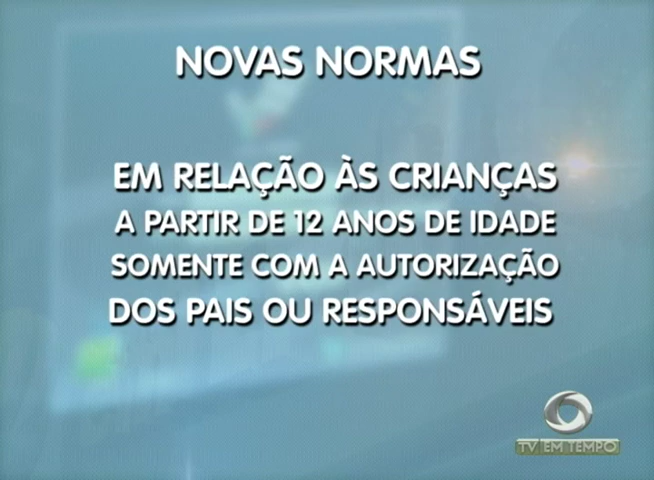 NOVAS NORMAS
EM RELAÇÃO ÀS CRIANÇAS
A PARTIR DE 12 ANOS DE IDADE
SOMENTE COM A AUTORIZAÇÃO
DOS PAIS OU RESPONSÁVEIS
TV EM TEMPO